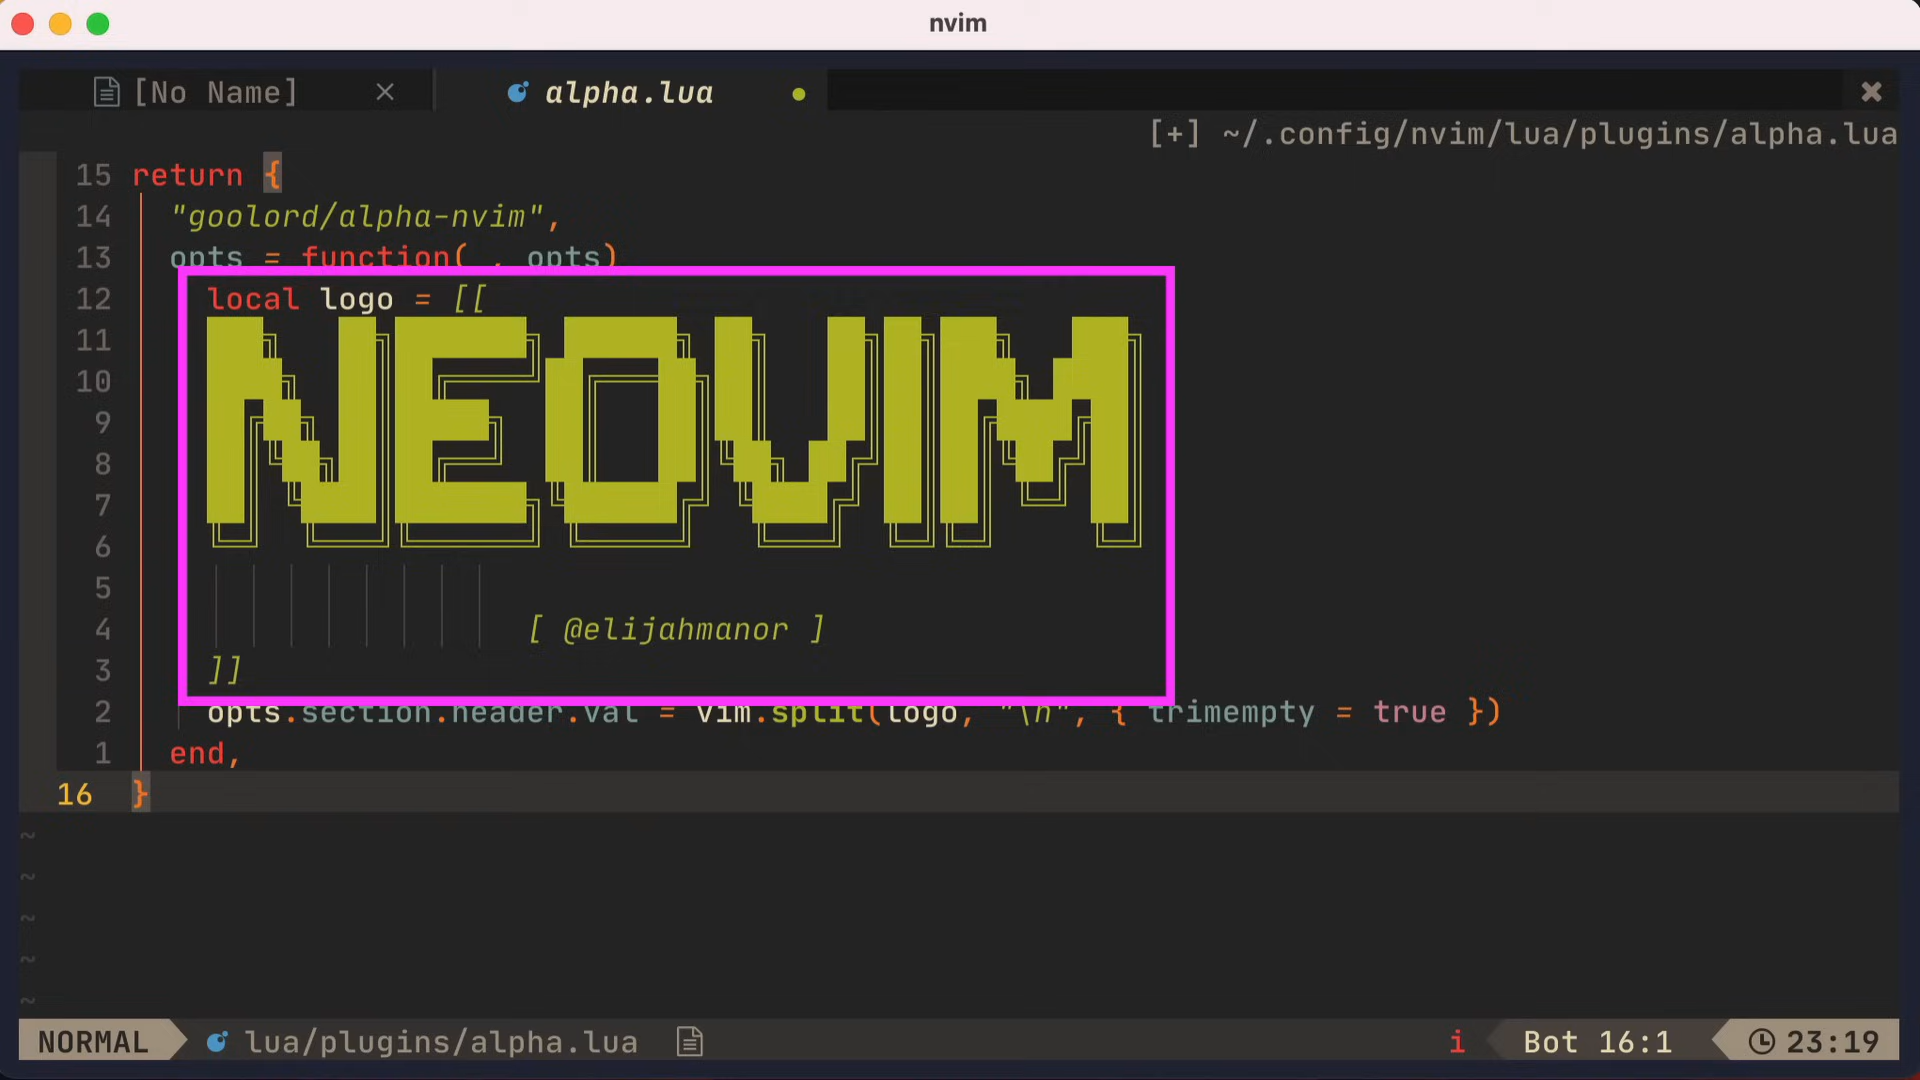 nvim
[No Name] × alpha.lua ● ✖
[+] ~/.config/nvim/lua/plugins/alpha.lua
15 return {
14 "goolord/alpha-nvim",
13 opts = function(_, opts)
12 local logo = [[
11
10
9 NEOVIM
8
7
6
5
4 [ @elijahmanor ]
3 ]]
2 opts.section.header.val = vim.split(logo, "\n", { trimempty = true })
1 end,
16 }
~
~
~
~
~
NORMAL lua/plugins/alpha.lua i Bot 16:1 23:19